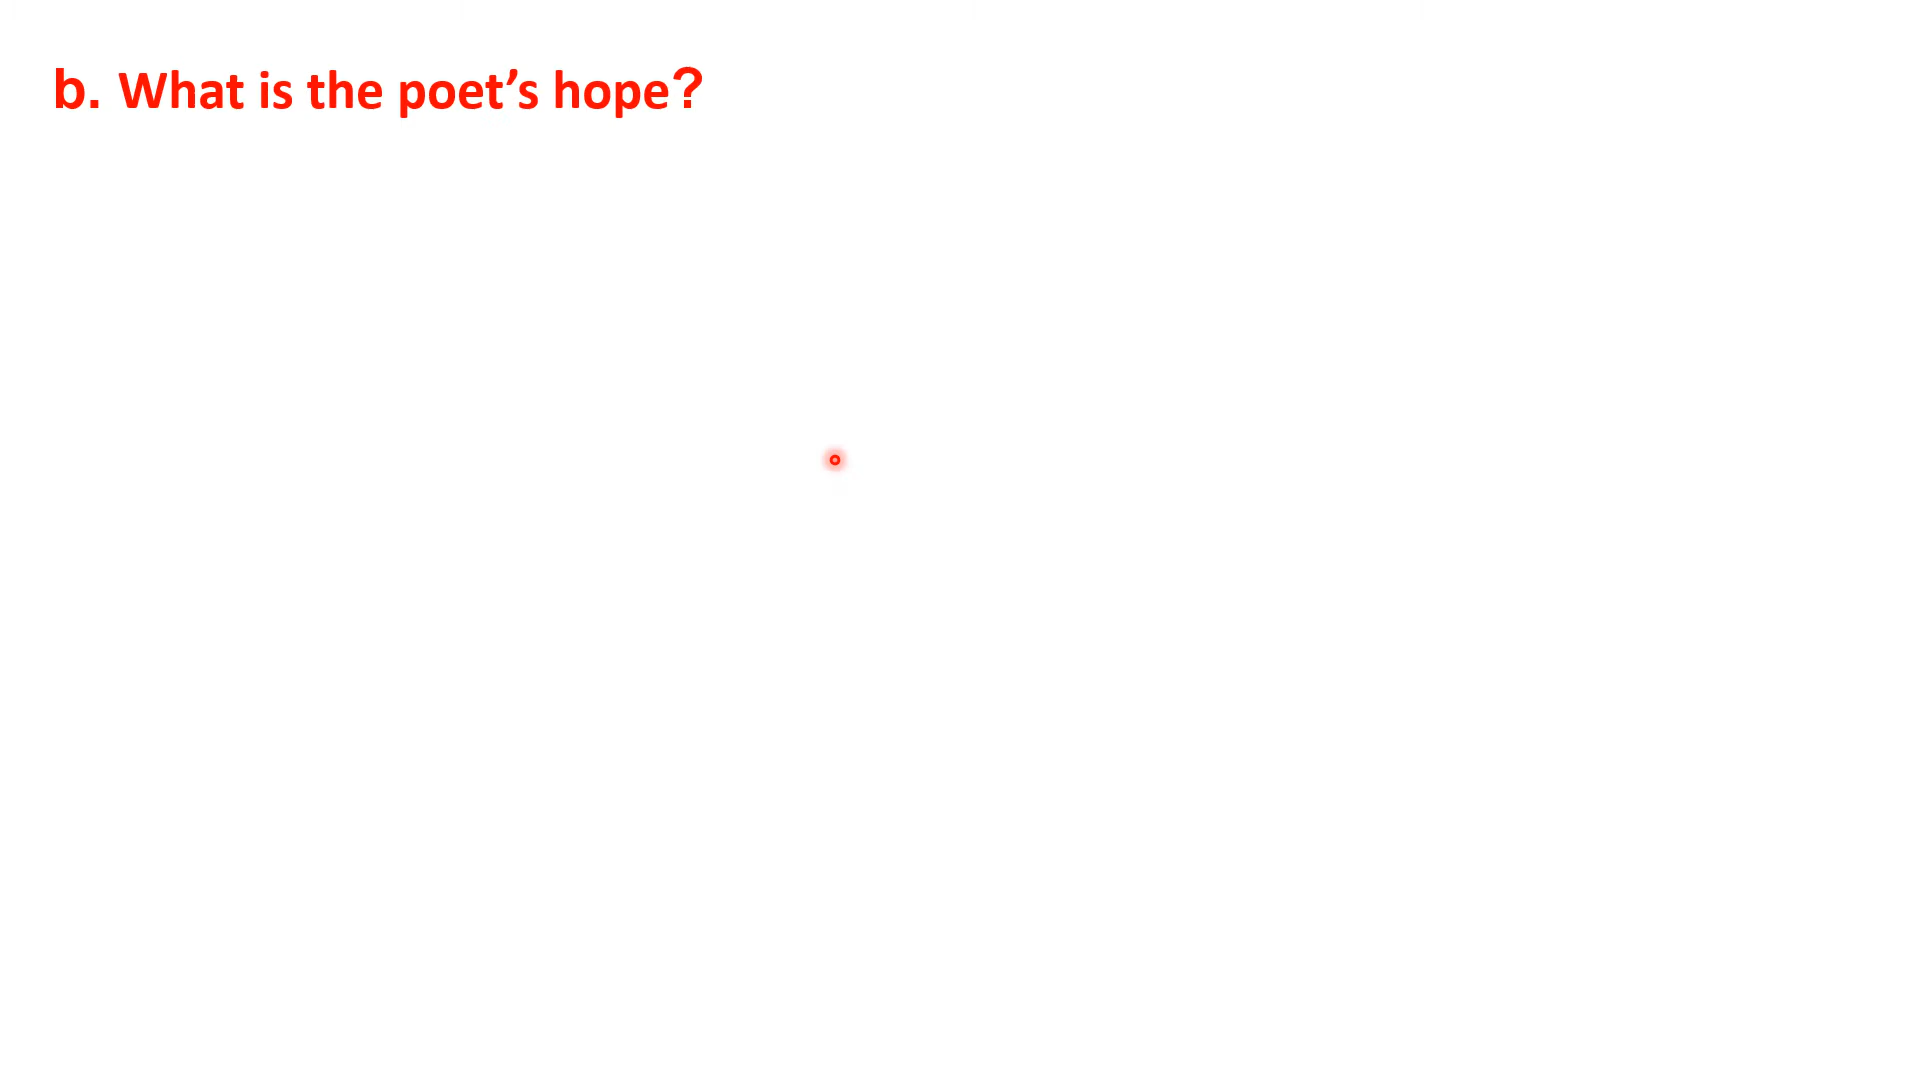 b. What is the poet’s hope?